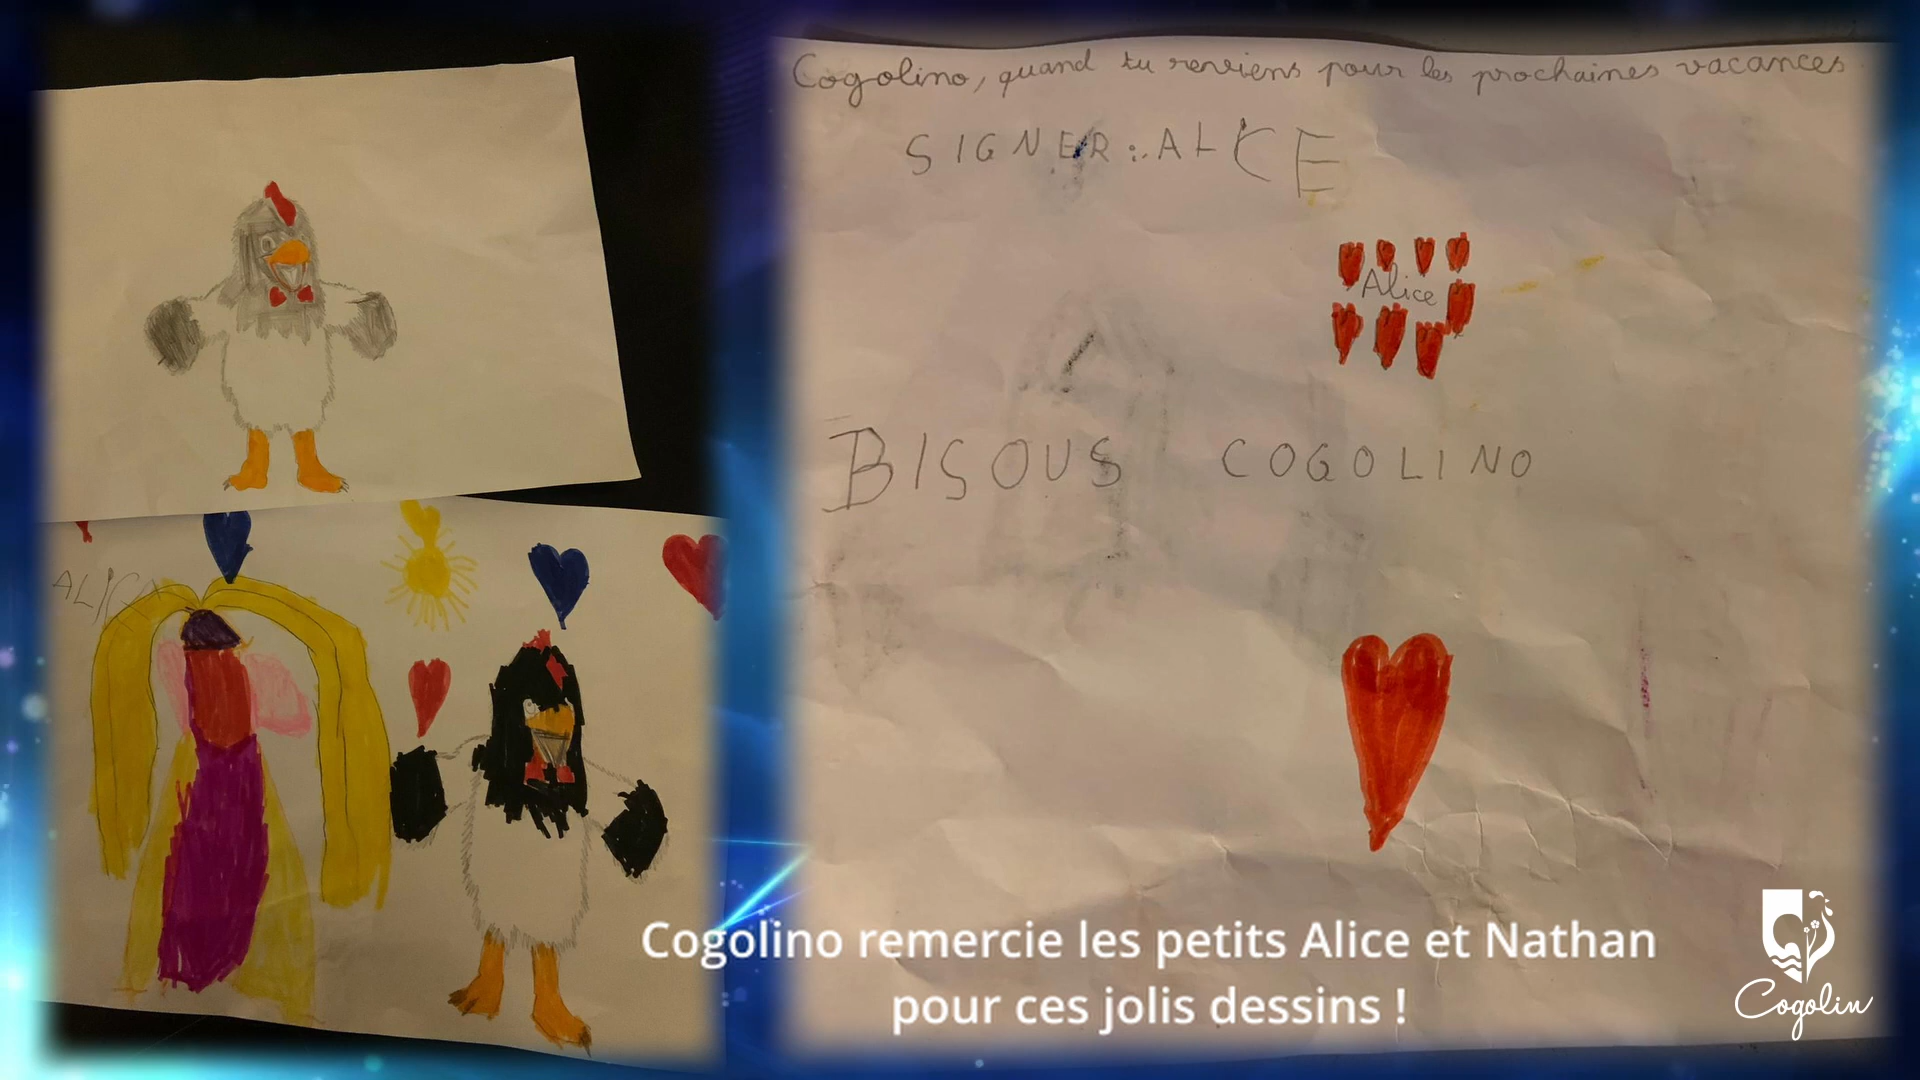 Cogolino, quand tu reviens pour les prochaines vacances
SIGNER : ALICE
Alice
BISOUS COGOLINO
ALICE
Cogolino remercie les petits Alice et Nathan
pour ces jolis dessins !
Cogolin